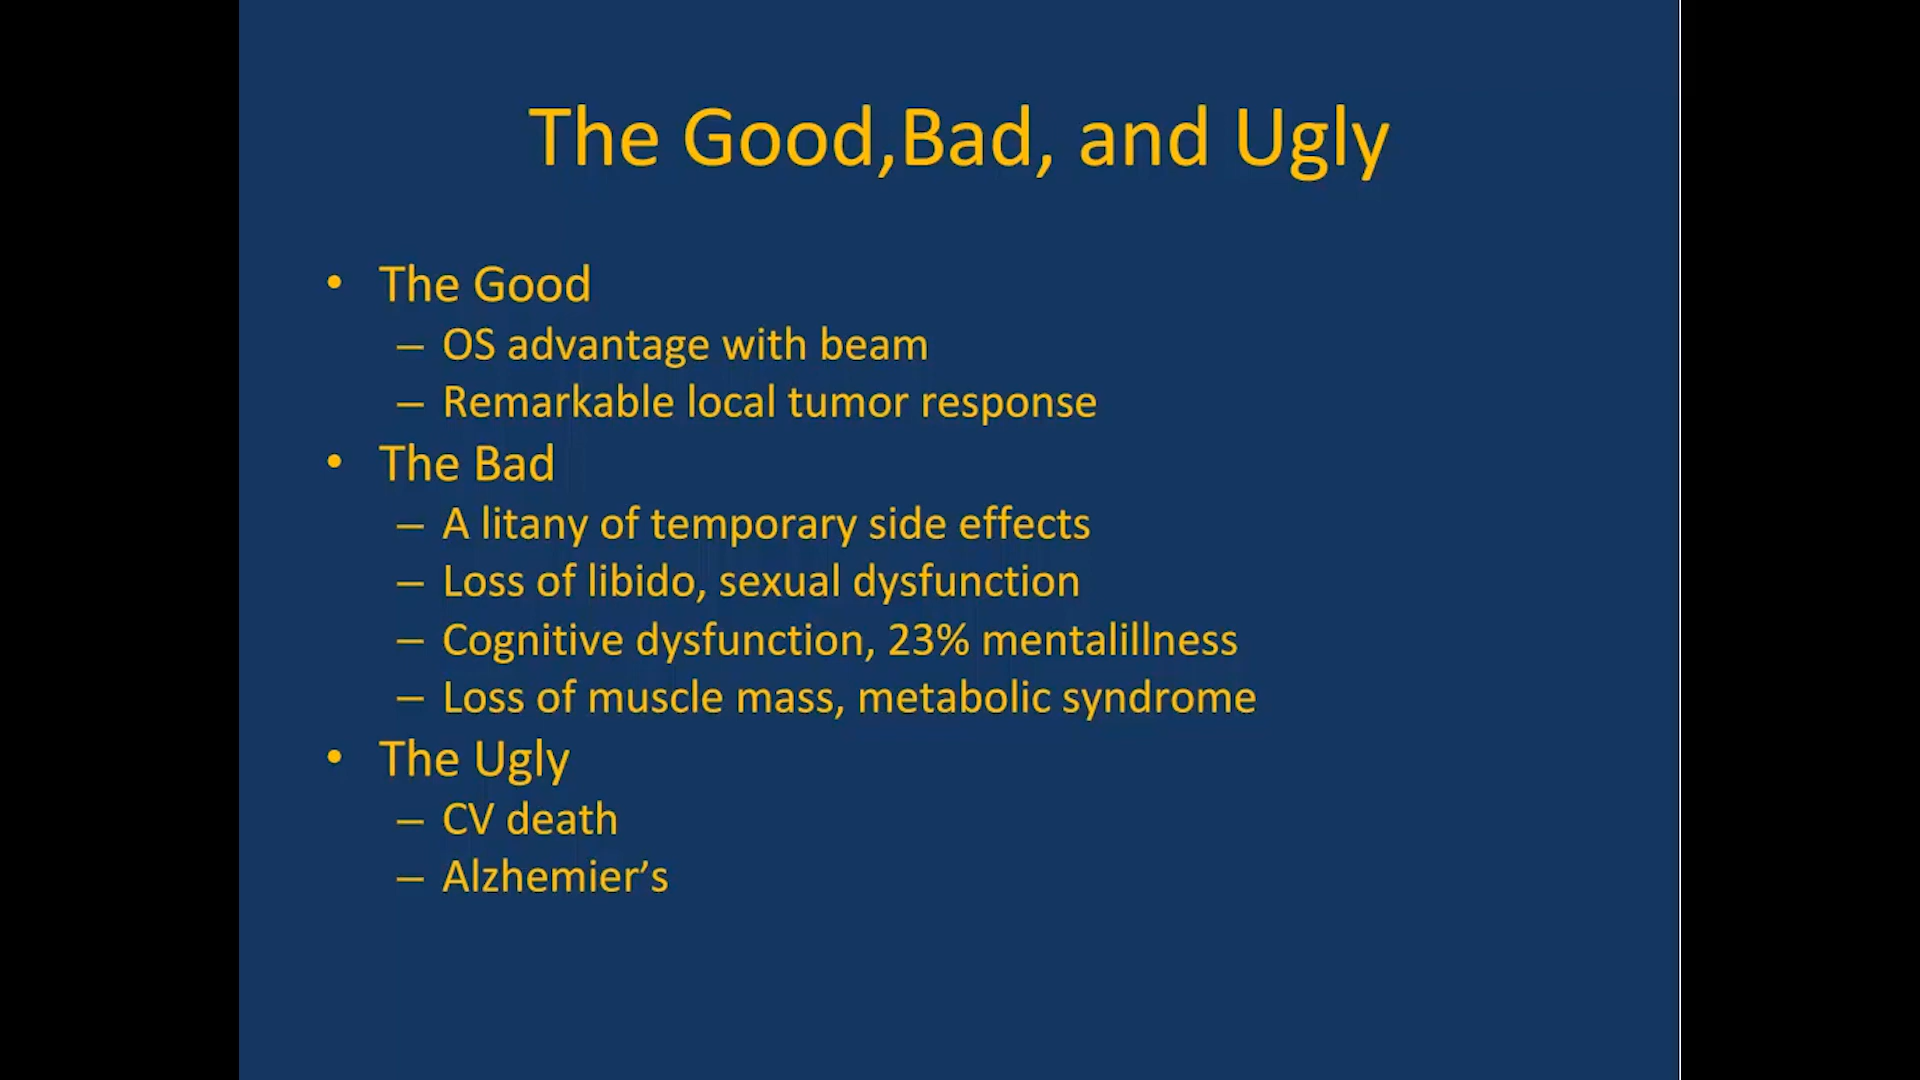 The Good,Bad, and Ugly
• The Good
– OS advantage with beam
– Remarkable local tumor response
• The Bad
– A litany of temporary side effects
– Loss of libido, sexual dysfunction
– Cognitive dysfunction, 23% mentalillness
– Loss of muscle mass, metabolic syndrome
• The Ugly
– CV death
– Alzhemier’s